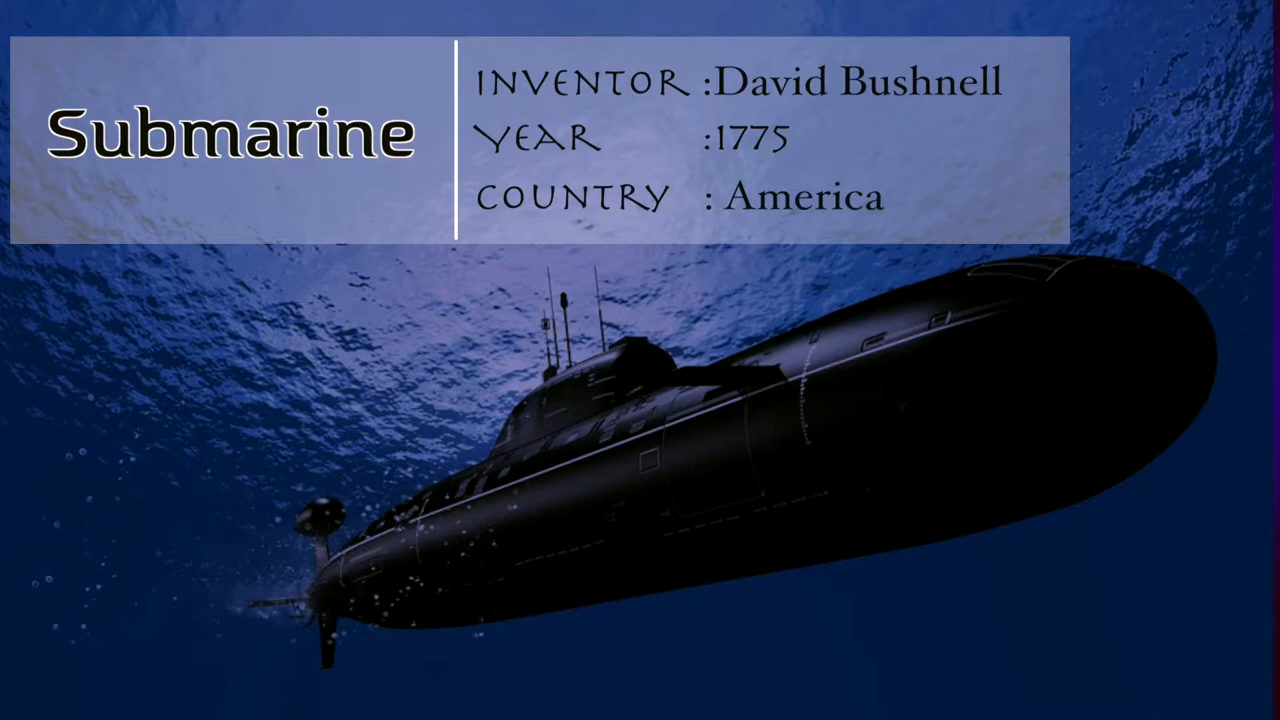 Submarine
INVENTOR :David Bushnell
YEAR :1775
COUNTRY : America